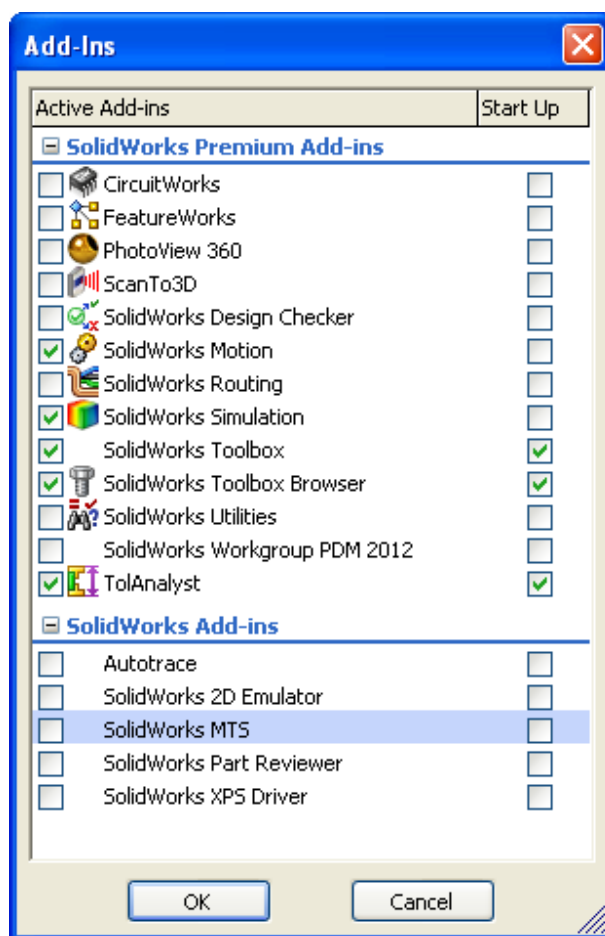 Add-Ins
Active Add-ins Start Up
SolidWorks Premium Add-ins
CircuitWorks
FeatureWorks
PhotoView 360
ScanTo3D
SolidWorks Design Checker
SolidWorks Motion
SolidWorks Routing
SolidWorks Simulation
SolidWorks Toolbox
SolidWorks Toolbox Browser
SolidWorks Utilities
SolidWorks Workgroup PDM 2012
TolAnalyst
SolidWorks Add-ins
Autotrace
SolidWorks 2D Emulator
SolidWorks MTS
SolidWorks Part Reviewer
SolidWorks XPS Driver
OK Cancel